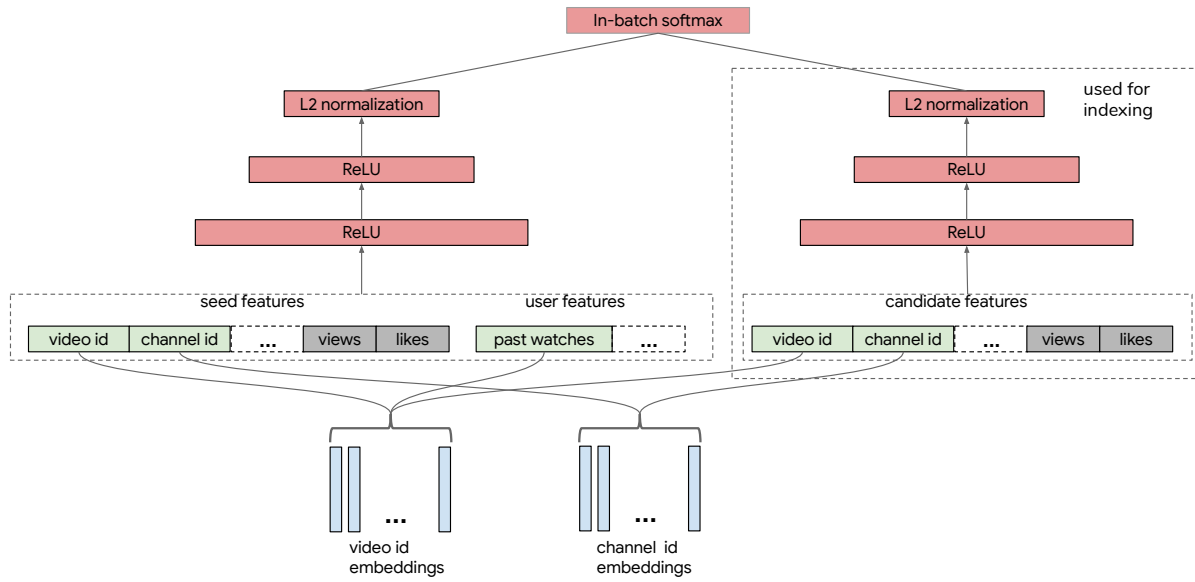 In-batch softmax
L2 normalization
L2 normalization
used for
indexing
ReLU
ReLU
ReLU
ReLU
seed features
user features
candidate features
video id
channel id
...
views
likes
past watches
...
video id
channel id
...
views
likes
...
...
video id
embeddings
channel id
embeddings